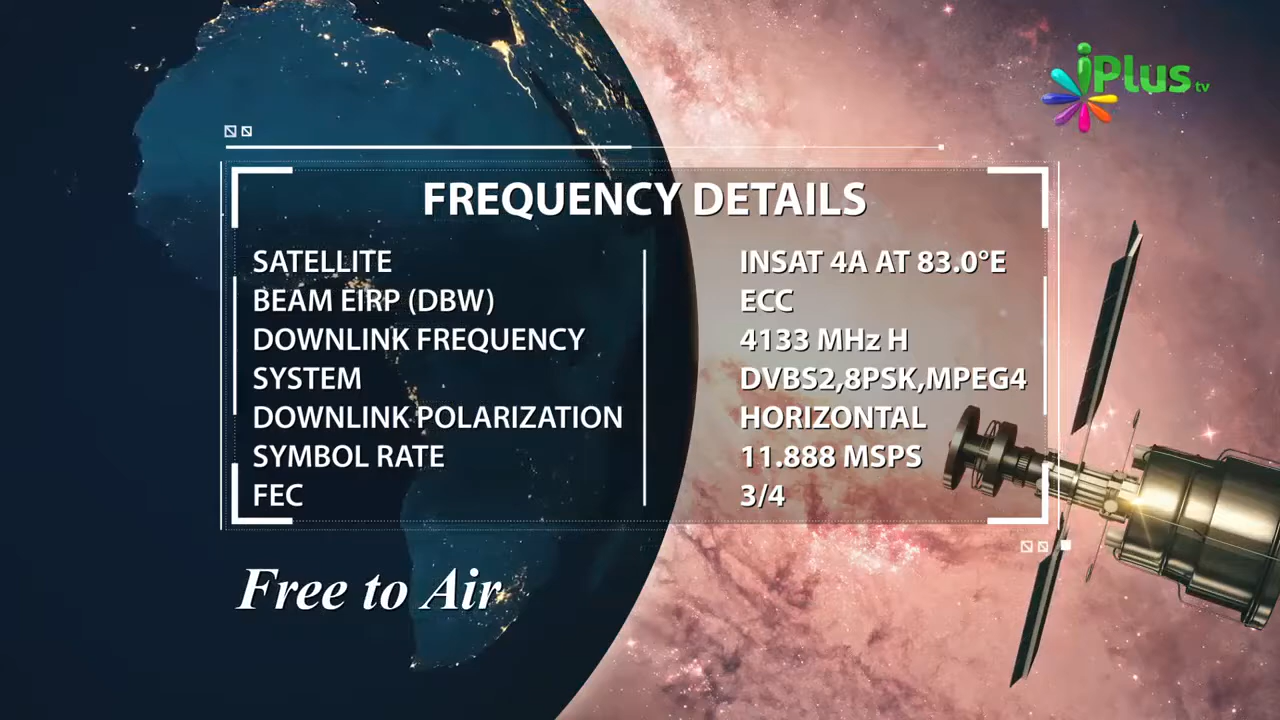 iPlus tv
FREQUENCY DETAILS
SATELLITE INSAT 4A AT 83.0°E
BEAM EIRP (DBW) ECC
DOWNLINK FREQUENCY 4133 MHz H
SYSTEM DVBS2,8PSK,MPEG4
DOWNLINK POLARIZATION HORIZONTAL
SYMBOL RATE 11.888 MSPS
FEC 3/4
Free to Air